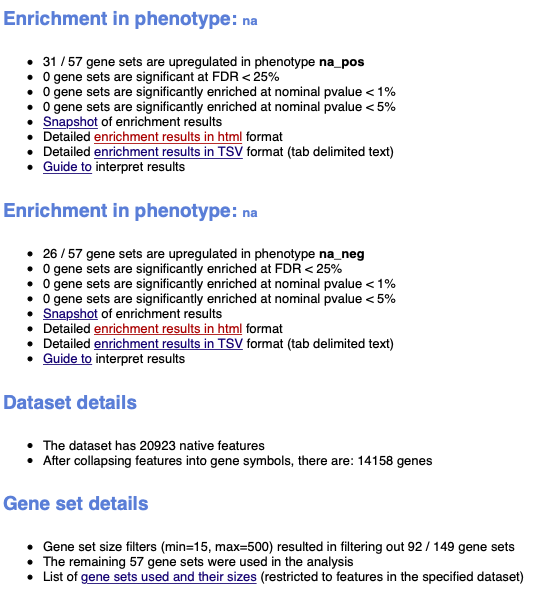 Enrichment in phenotype: na
• 31 / 57 gene sets are upregulated in phenotype na_pos
• 0 gene sets are significant at FDR < 25%
• 0 gene sets are significantly enriched at nominal pvalue < 1%
• 0 gene sets are significantly enriched at nominal pvalue < 5%
• Snapshot of enrichment results
• Detailed enrichment results in html format
• Detailed enrichment results in TSV format (tab delimited text)
• Guide to interpret results
Enrichment in phenotype: na
• 26 / 57 gene sets are upregulated in phenotype na_neg
• 0 gene sets are significantly enriched at FDR < 25%
• 0 gene sets are significantly enriched at nominal pvalue < 1%
• 0 gene sets are significantly enriched at nominal pvalue < 5%
• Snapshot of enrichment results
• Detailed enrichment results in html format
• Detailed enrichment results in TSV format (tab delimited text)
• Guide to interpret results
Dataset details
• The dataset has 20923 native features
• After collapsing features into gene symbols, there are: 14158 genes
Gene set details
• Gene set size filters (min=15, max=500) resulted in filtering out 92 / 149 gene sets
• The remaining 57 gene sets were used in the analysis
• List of gene sets used and their sizes (restricted to features in the specified dataset)